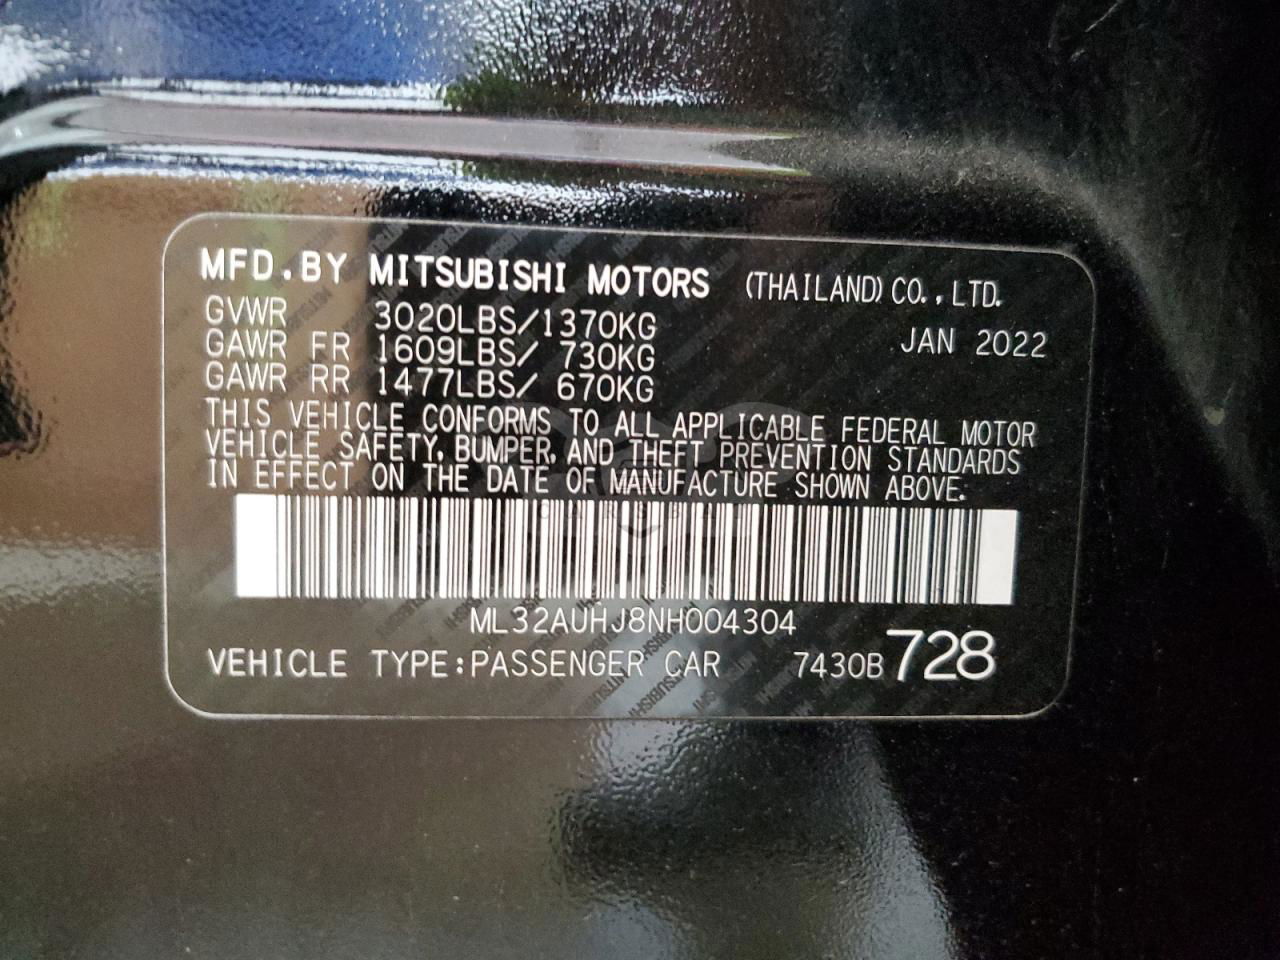 MFD.BY MITSUBISHI MOTORS (THAILAND) CO.,LTD.
GVWR 3020LBS/1370KG JAN 2022
GAWR FR 1609LBS/ 730KG
GAWR RR 1477LBS/ 670KG
THIS VEHICLE CONFORMS TO ALL APPLICABLE FEDERAL MOTOR
VEHICLE SAFETY, BUMPER, AND THEFT PREVENTION STANDARDS
IN EFFECT ON THE DATE OF MANUFACTURE SHOWN ABOVE.
ML32AUHJ8NH004304
VEHICLE TYPE:PASSENGER CAR 7430B 728